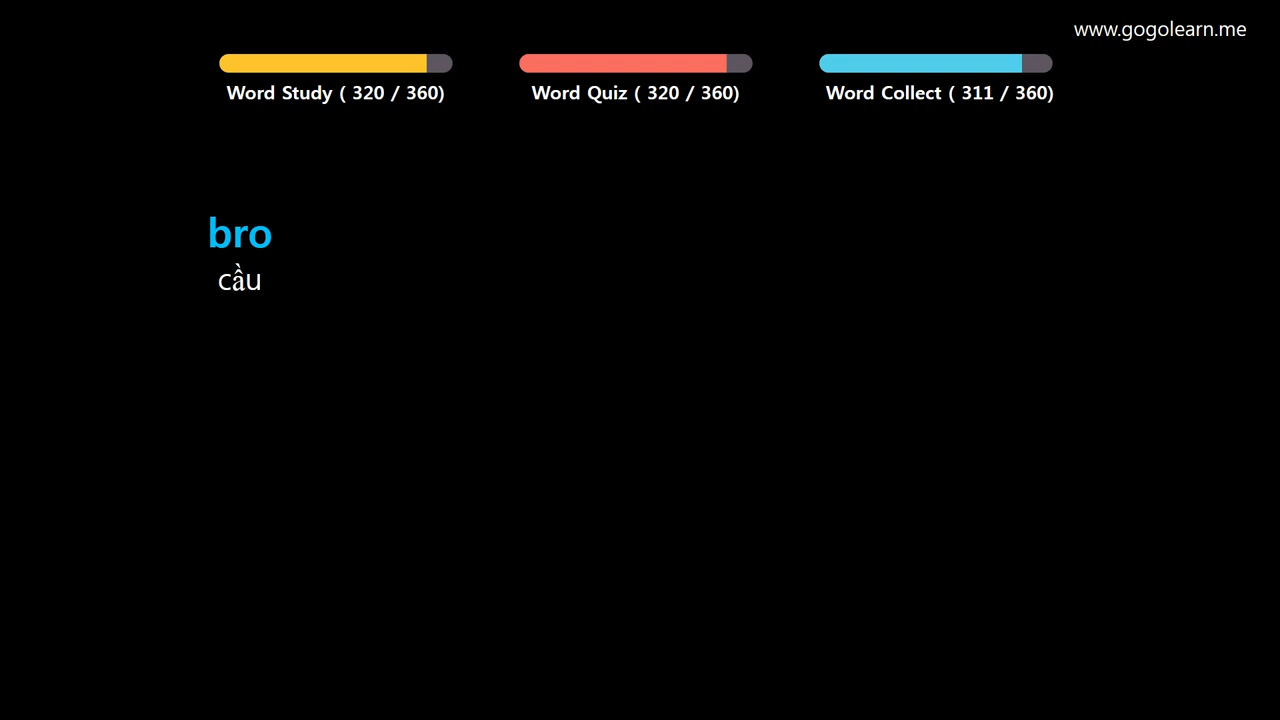 www.gogolearn.me
Word Study ( 320 / 360)
Word Quiz ( 320 / 360)
Word Collect ( 311 / 360)
bro
cầu